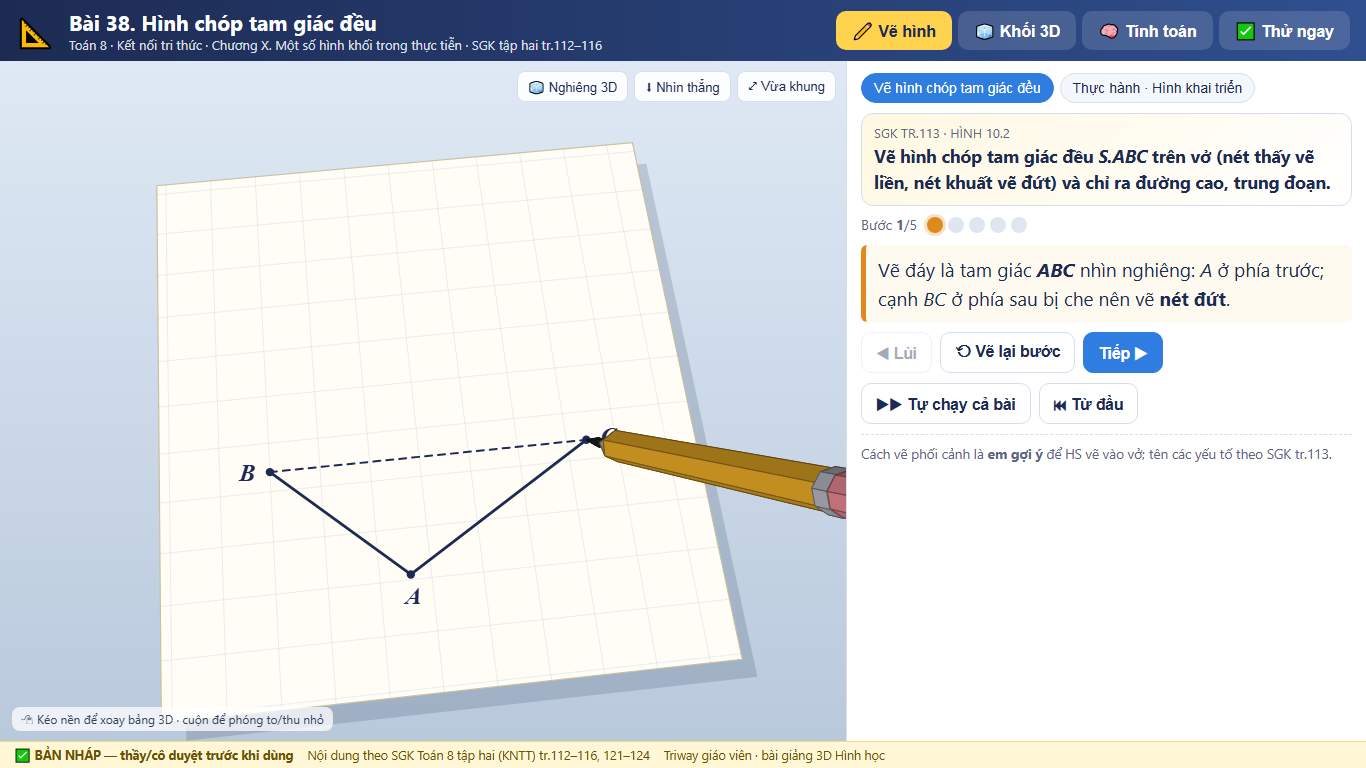 Bài 38. Hình chóp tam giác đều
Toán 8 · Kết nối tri thức · Chương X. Một số hình khối trong thực tiễn · SGK tập hai tr.112–116
Vẽ hình
Khối 3D
Tính toán
Thử ngay
Nghiêng 3D
Nhìn thẳng
Vừa khung
B
A
C
Kéo nền để xoay bảng 3D · cuộn để phóng to/thu nhỏ
Vẽ hình chóp tam giác đều
Thực hành · Hình khai triển
SGK TR.113 · HÌNH 10.2
Vẽ hình chóp tam giác đều S.ABC trên vở (nét thấy vẽ
liền, nét khuất vẽ đứt) và chỉ ra đường cao, trung đoạn.
Bước 1/5
Vẽ đáy là tam giác ABC nhìn nghiêng: A ở phía trước;
cạnh BC ở phía sau bị che nên vẽ nét đứt.
◀ Lùi
Vẽ lại bước
Tiếp ▶
▶▶ Tự chạy cả bài
⏮ Từ đầu
Cách vẽ phối cảnh là em gợi ý để HS vẽ vào vở; tên các yếu tố theo SGK tr.113.
BẢN NHÁP — thầy/cô duyệt trước khi dùng
Nội dung theo SGK Toán 8 tập hai (KNTT) tr.112–116, 121–124
Triway giáo viên · bài giảng 3D Hình học